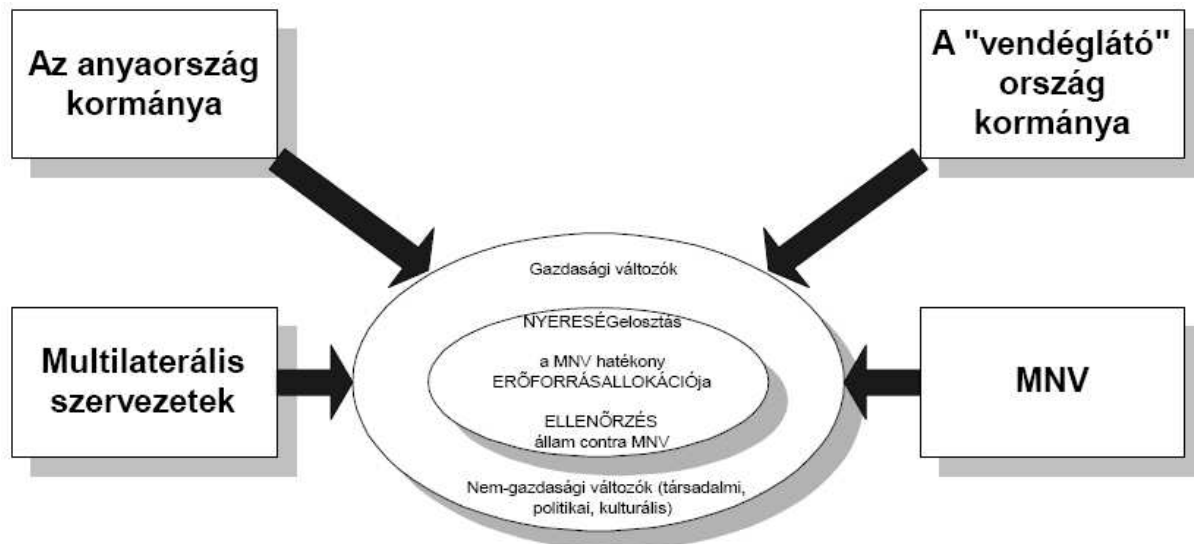 Az anyaország
kormánya
A "vendéglátó"
ország
kormánya
Gazdasági változók
Multilaterális
szervezetek
NYERESÉGelosztás
a MNV hatékony
ERŐFORRÁSALLOKÁCIÓja
ELLENŐRZÉS
állam contra MNV
MNV
Nem-gazdasági változók (társadalmi,
politikai, kulturális)